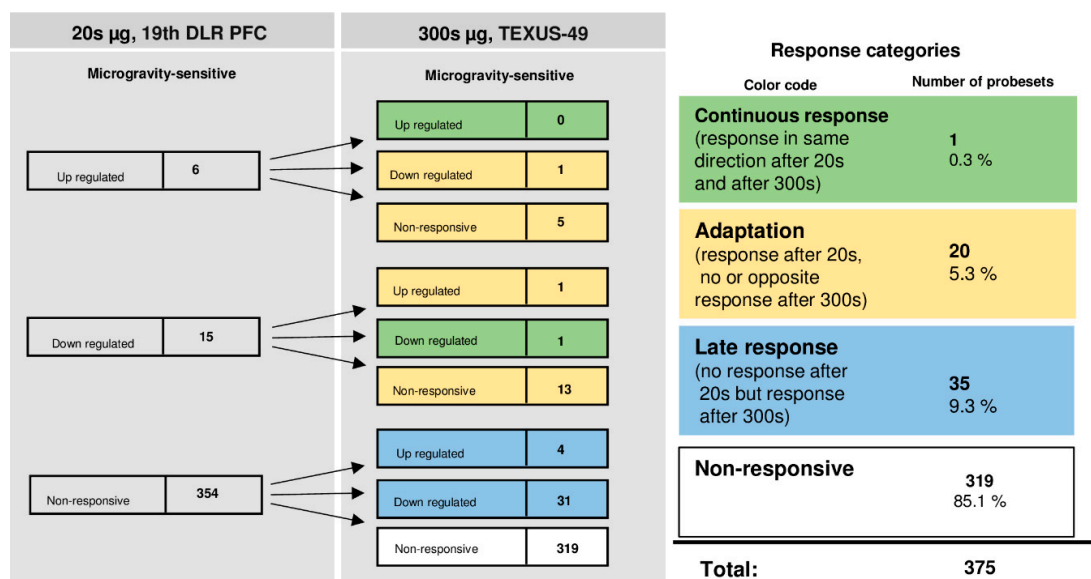 20s µg, 19th DLR PFC
Microgravity-sensitive
Up regulated 6
Down regulated 15
Non-responsive 354
300s µg, TEXUS-49
Microgravity-sensitive
Up regulated 0
Down regulated 1
Non-responsive 5
Up regulated 1
Down regulated 1
Non-responsive 13
Up regulated 4
Down regulated 31
Non-responsive 319
Response categories
Color code Number of probesets
Continuous response
(response in same
direction after 20s
and after 300s)
1
0.3 %
Adaptation
(response after 20s,
no or opposite
response after 300s)
20
5.3 %
Late response
(no response after
20s but response
after 300s)
35
9.3 %
Non-responsive
319
85.1 %
Total: 375